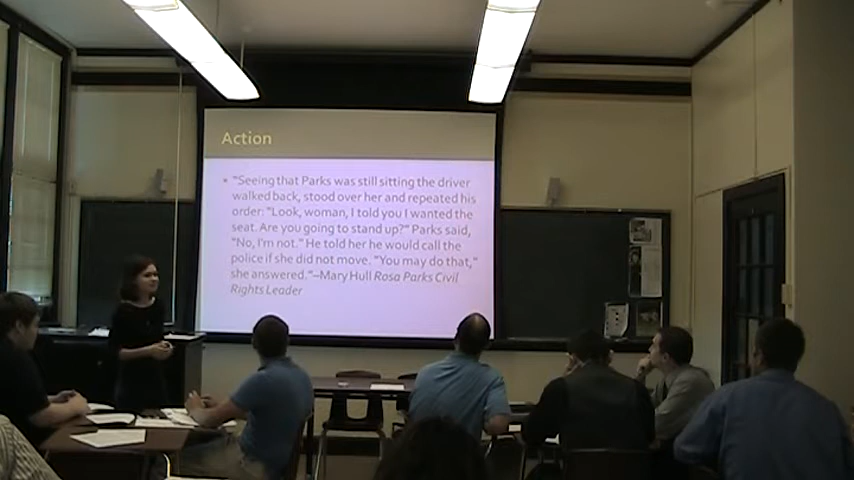 Action
"Seeing that Parks was still sitting the driver
walked back, stood over her and repeated his
order: "Look, woman, I told you I wanted the
seat. Are you going to stand up?" Parks said,
"No, I'm not." He told her he would call the
police if she did not move. "You may do that,"
she answered."–Mary Hull Rosa Parks Civil
Rights Leader